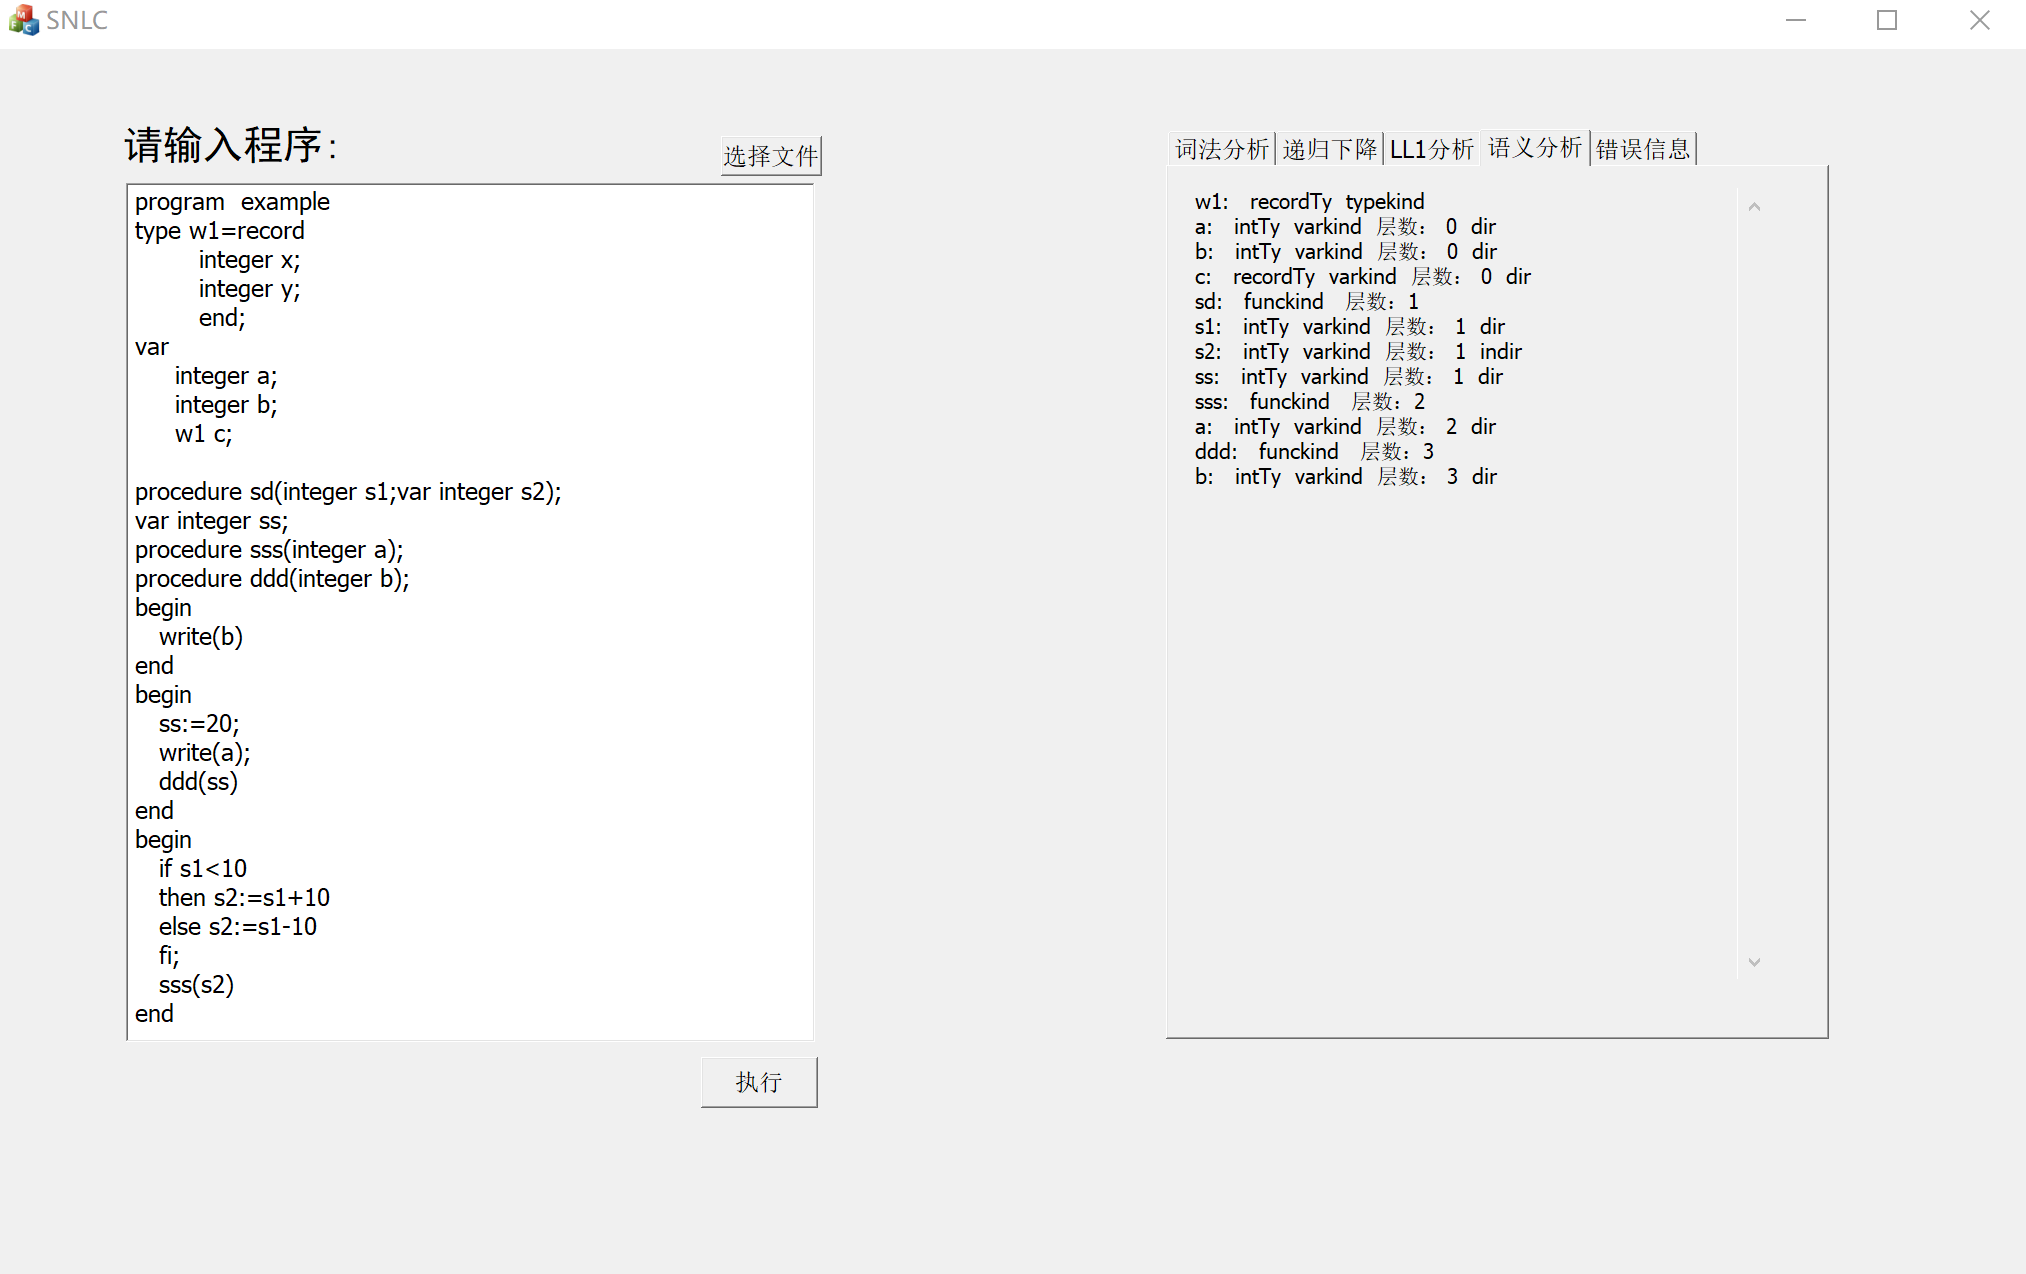 SNLC
请输入程序:
选择文件
program  example
type w1=record
        integer x;
        integer y;
        end;
var
     integer a;
     integer b;
     w1 c;

procedure sd(integer s1;var integer s2);
var integer ss;
procedure sss(integer a);
procedure ddd(integer b);
begin
   write(b)
end
begin
   ss:=20;
   write(a);
   ddd(ss)
end
begin
   if s1<10
   then s2:=s1+10
   else s2:=s1-10
   fi;
   sss(s2)
end
执行
词法分析 递归下降 LL1分析 语义分析 错误信息
w1:   recordTy  typekind
a:   intTy  varkind  层数:  0  dir
b:   intTy  varkind  层数:  0  dir
c:   recordTy  varkind  层数:  0  dir
sd:   funckind   层数: 1
s1:   intTy  varkind  层数:  1  dir
s2:   intTy  varkind  层数:  1  indir
ss:   intTy  varkind  层数:  1  dir
sss:   funckind   层数: 2
a:   intTy  varkind  层数:  2  dir
ddd:   funckind   层数: 3
b:   intTy  varkind  层数:  3  dir